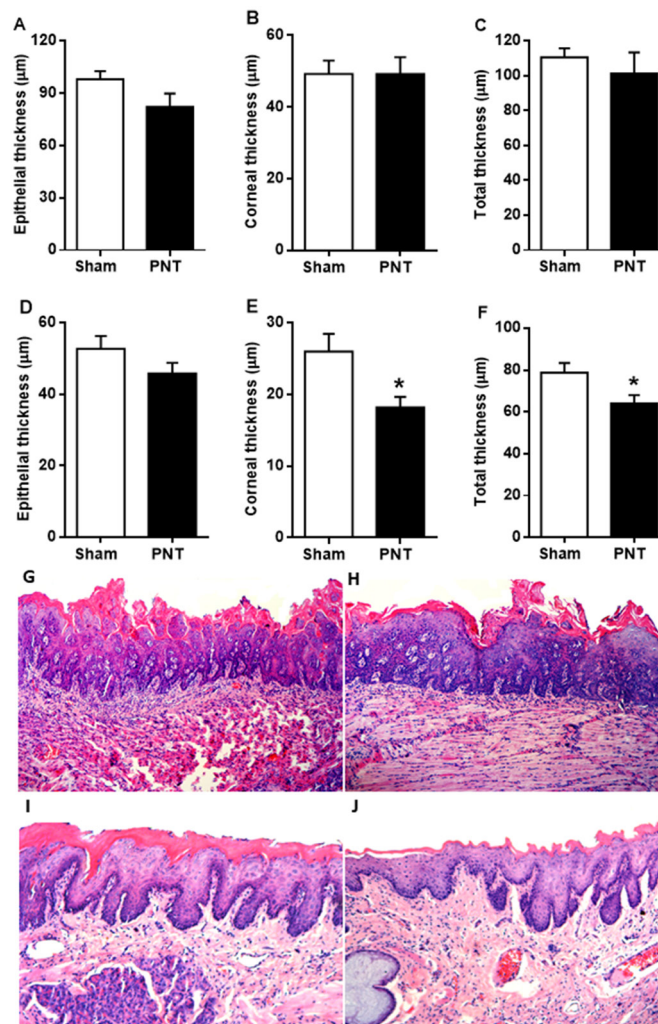 A
Epithelial thickness (μm)
120
90
60
30
0
Sham PNT
B
Corneal thickness (μm)
60
40
20
0
Sham PNT
C
Total thickness (μm)
120
100
80
60
40
20
0
Sham PNT
D
Epithelial thickness (μm)
60
40
20
0
Sham PNT
E
Corneal thickness (μm)
30
20
10
0
*
Sham PNT
F
Total thickness (μm)
100
80
60
40
20
0
*
Sham PNT
G
H
I
J